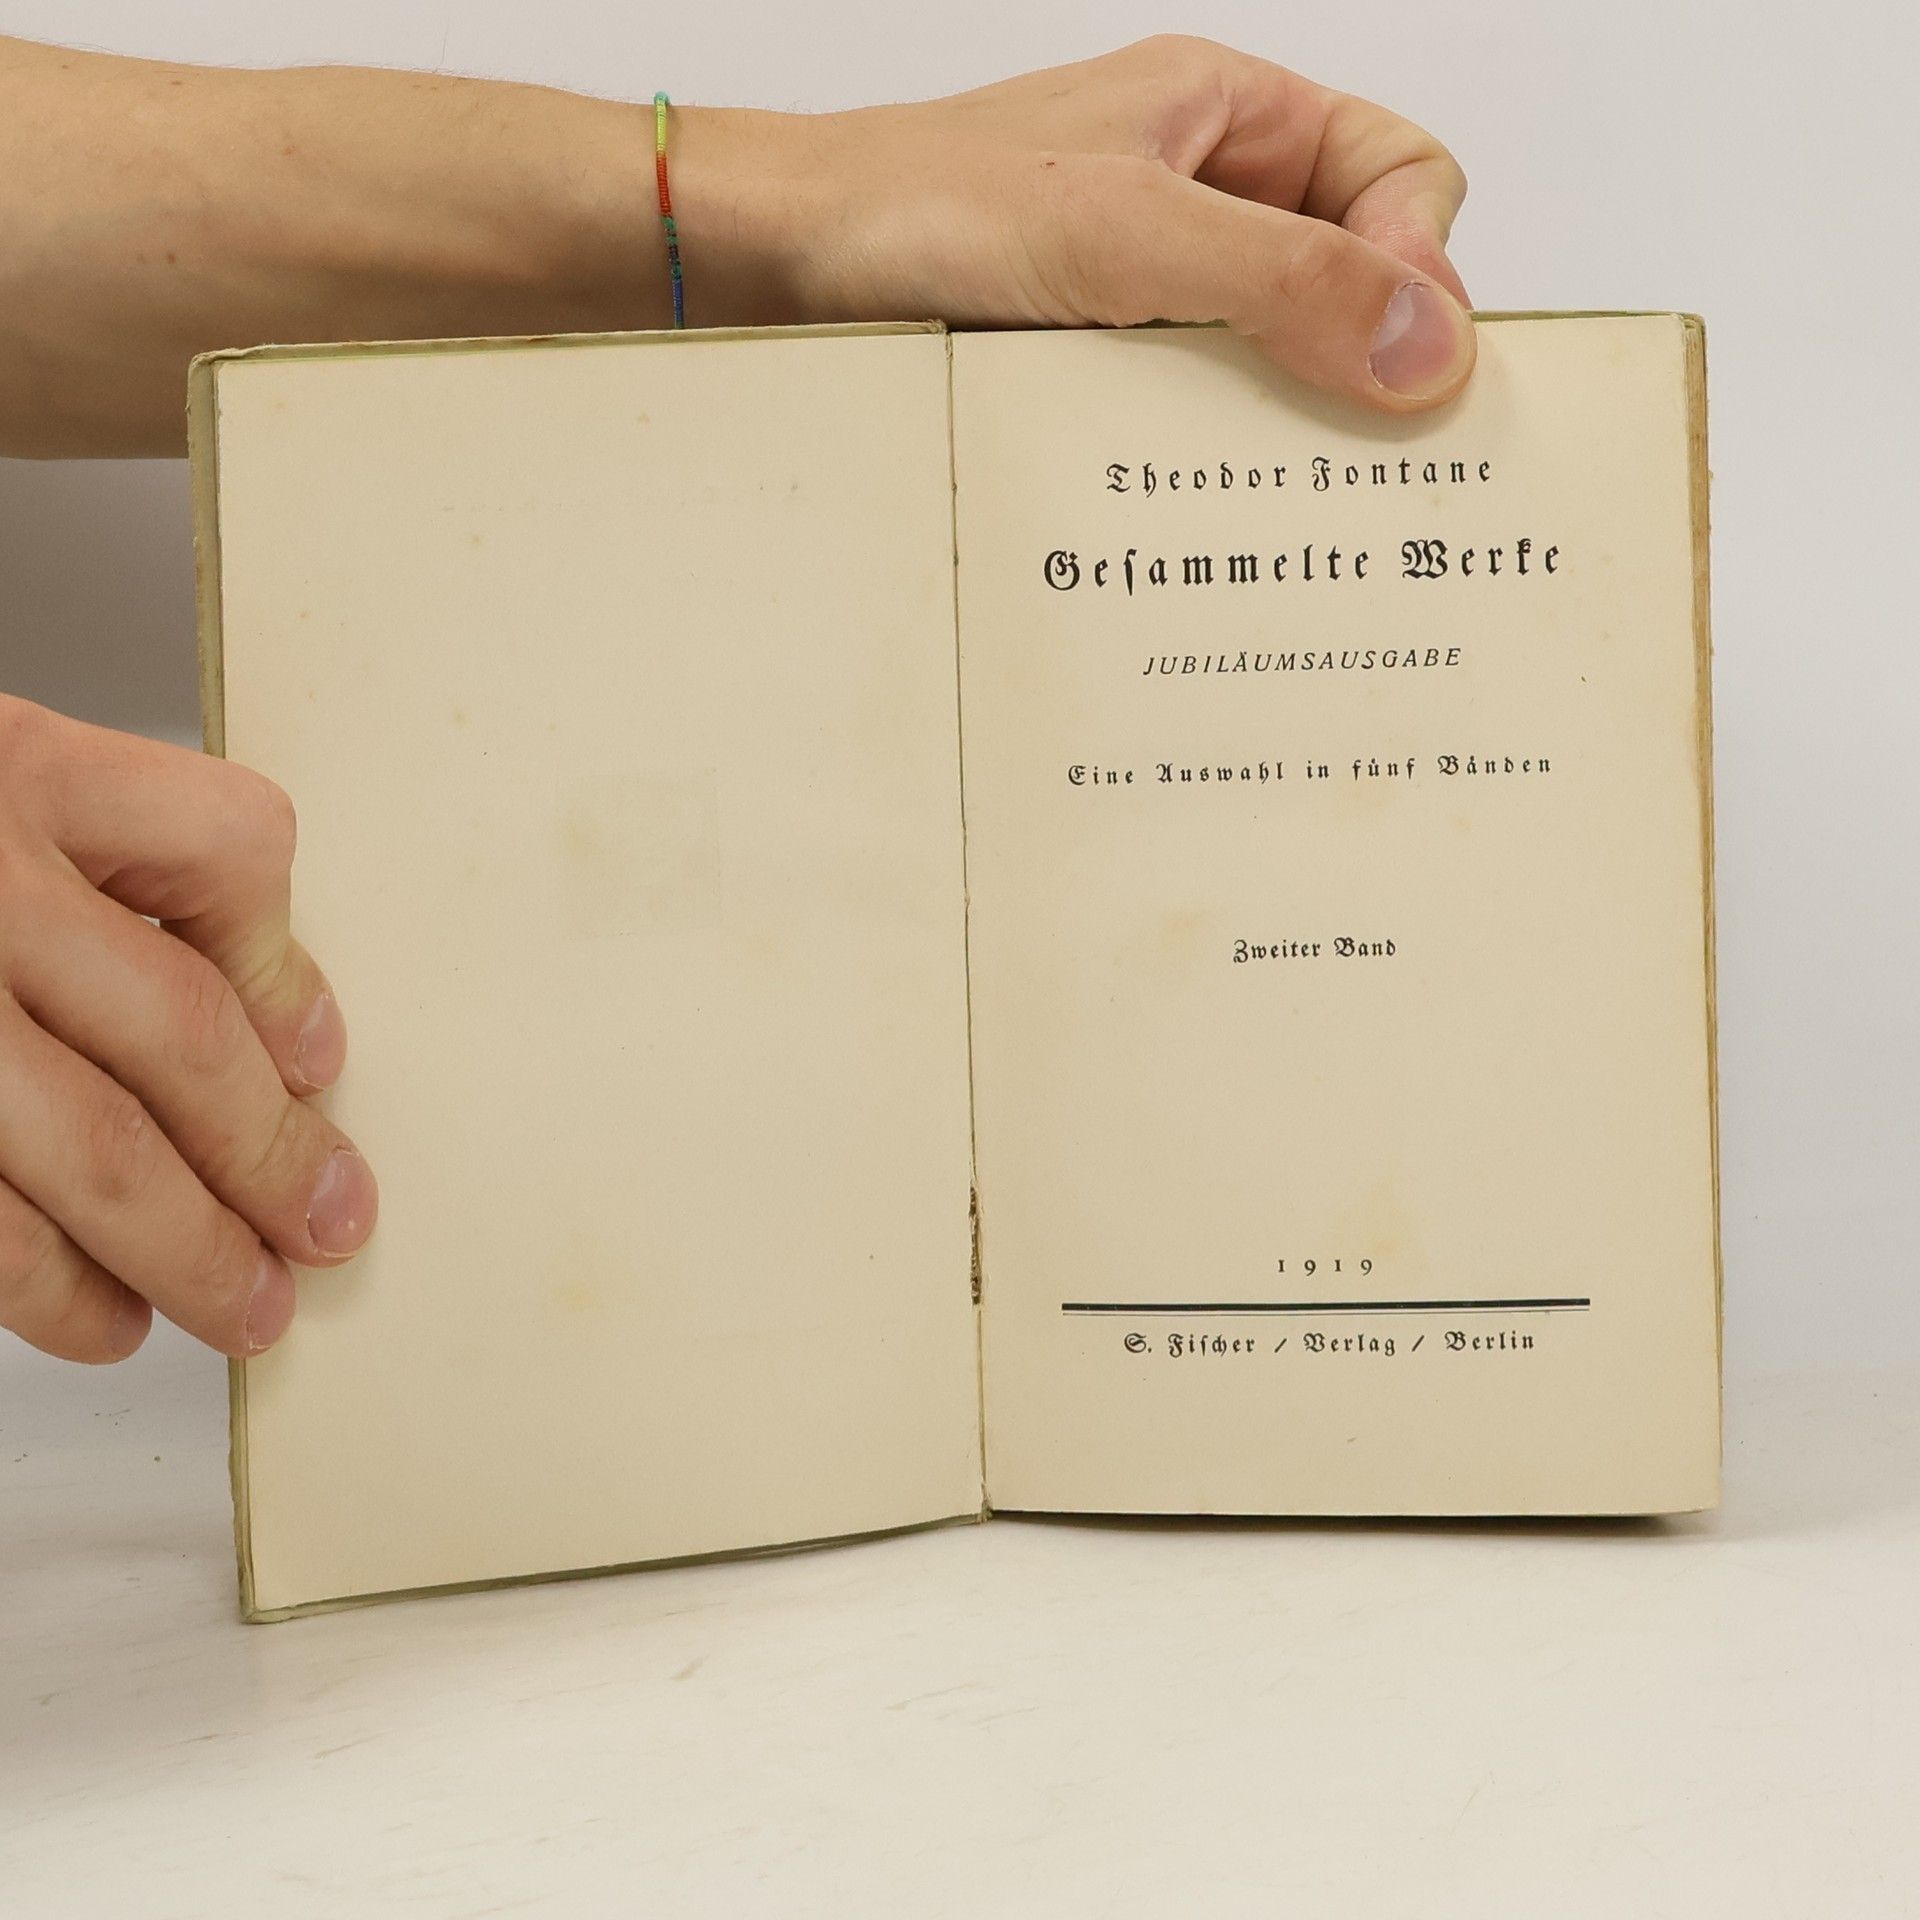 Theodor Fontane
Geſammelte Werke
JUBILÄUMSAUSGABE
Eine Auswahl in fünf Bänden
Zweiter Band
1919
S. Fiſcher / Verlag / Berlin